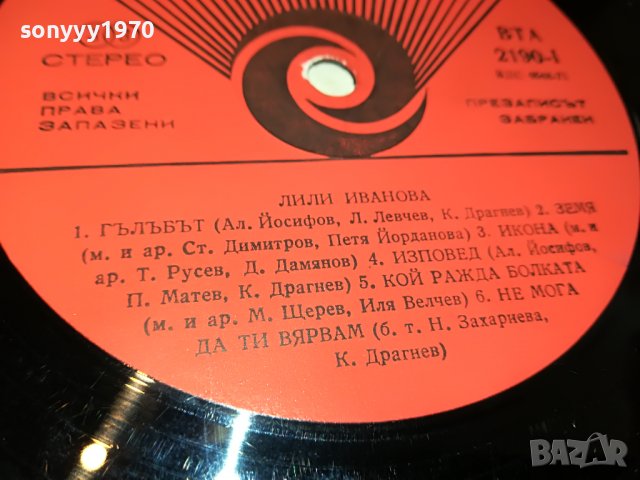 sonyyy1970
СТЕРЕО
ВСИЧКИ
ПРАВА
ЗАПАЗЕНИ
ВТА
2190-I
ПРЕЗАПИСЪТ
ЗАБРАНЕН
ЛИЛИ ИВАНОВА
1. ГЪЛЪБЪТ (Ал. Йосифов, Л. Левчев, К. Драгнев) 2. ЗЕМЯ
(м. и ар. Ст. Димитров, Петя Йорданова) 3. ИКОНА (м. и
ар. Т. Русев, Д. Дамянов) 4. ИЗПОВЕД (Ал. Йосифов,
П. Матев, К. Драгнев) 5. КОЙ РАЖДА БОЛКАТА
(м. и ар. М. Щерев, Иля Велчев) 6. НЕ МОГА
ДА ТИ ВЯРВАМ (б. т. Н. Захариева,
К. Драгнев)
BAZAR